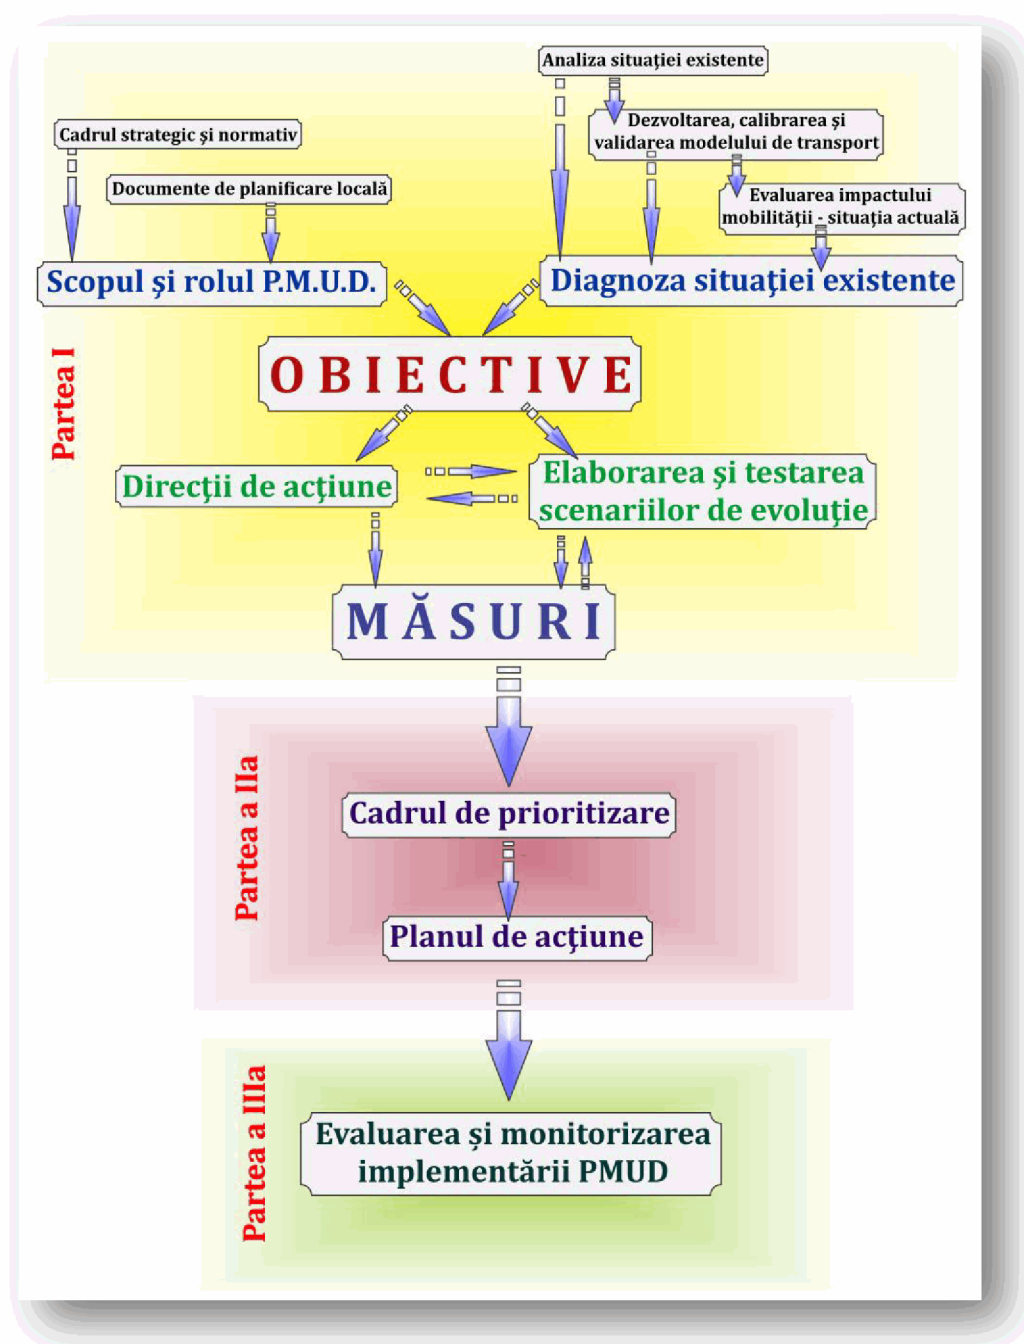 Analiza situației existente
Dezvoltarea, calibrarea și
validarea modelului de transport
Cadrul strategic și normativ
Documente de planificare locală
Evaluarea impactului
mobilității - situația actuală
Scopul și rolul P.M.U.D.
Diagnoza situației existente
Partea I
OBIECTIVE
Direcții de acțiune
Elaborarea și testarea
scenariilor de evoluție
MĂSURI
Partea a IIa
Cadrul de prioritizare
Planul de acțiune
Partea a IIIa
Evaluarea și monitorizarea
implementării PMUD